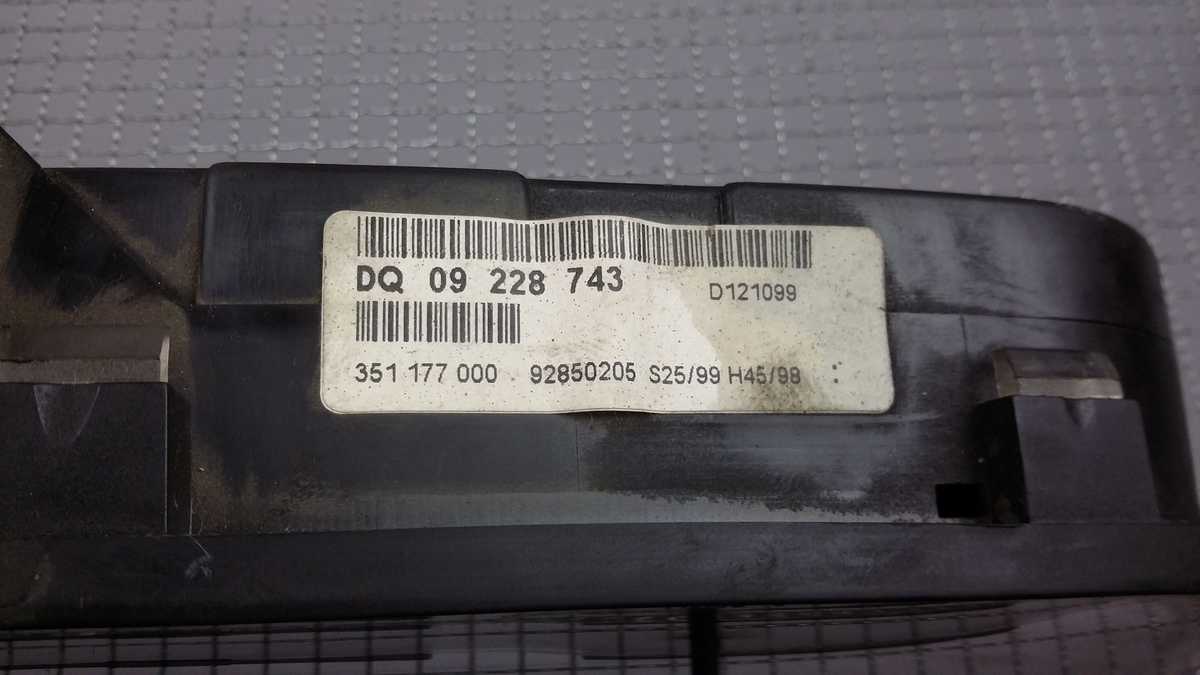 DQ 09 228 743 D121099
351 177 000 92850205 S25/99 H45/98 :